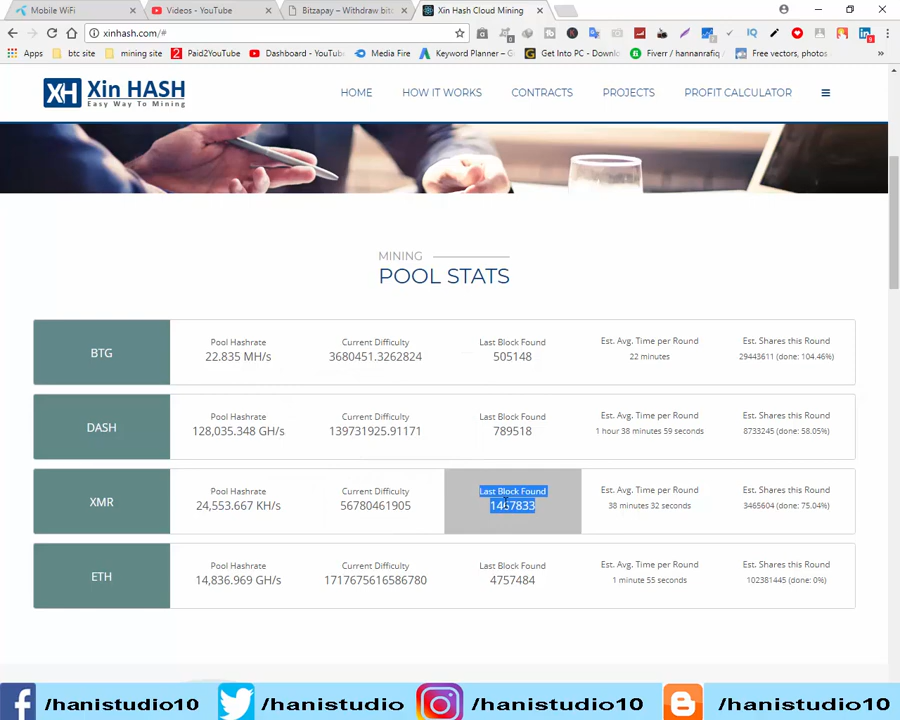 Mobile WiFi
Videos - YouTube
Bitzapay – Withdraw bitc
Xin Hash Cloud Mining
xinhash.com/#
Apps
btc site
mining site
Paid2YouTube
Dashboard - YouTub
Media Fire
Keyword Planner – G
Get Into PC - Downl
Fiverr / hannanrafiq /
Free vectors, photos
XH Xin HASH
Easy Way To Mining
HOME
HOW IT WORKS
CONTRACTS
PROJECTS
PROFIT CALCULATOR
MINING
POOL STATS
BTG
Pool Hashrate
22.835 MH/s
Current Difficulty
3680451.3262824
Last Block Found
505148
Est. Avg. Time per Round
22 minutes
Est. Shares this Round
29443611 (done: 104.46%)
DASH
Pool Hashrate
128,035.348 GH/s
Current Difficulty
139731925.91171
Last Block Found
789518
Est. Avg. Time per Round
1 hour 38 minutes 59 seconds
Est. Shares this Round
8733245 (done: 58.05%)
XMR
Pool Hashrate
24,553.667 KH/s
Current Difficulty
56780461905
Last Block Found
1467833
Est. Avg. Time per Round
38 minutes 32 seconds
Est. Shares this Round
3465604 (done: 75.04%)
ETH
Pool Hashrate
14,836.969 GH/s
Current Difficulty
1717675616586780
Last Block Found
4757484
Est. Avg. Time per Round
1 minute 55 seconds
Est. Shares this Round
102381445 (done: 0%)
/hanistudio10
/hanistudio
/hanistudio10
/hanistudio10